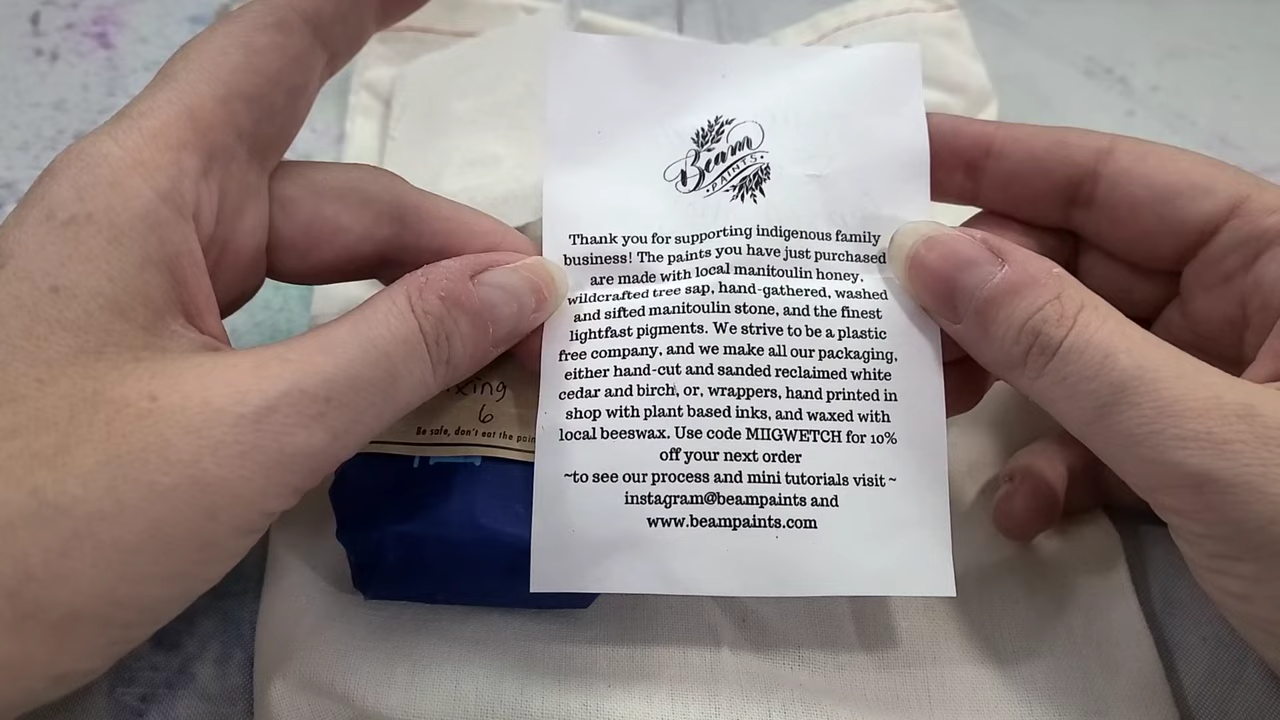 Beam
PAINTS
Thank you for supporting indigenous family
business! The paints you have just purchased
are made with local manitoulin honey,
wildcrafted tree sap, hand-gathered, washed
and sifted manitoulin stone, and the finest
lightfast pigments. We strive to be a plastic
free company, and we make all our packaging,
either hand-cut and sanded reclaimed white
cedar and birch, or, wrappers, hand printed in
shop with plant based inks, and waxed with
local beeswax. Use code MIIGWETCH for 10%
off your next order
~to see our process and mini tutorials visit ~
instagram@beampaints and
www.beampaints.com
xing
6
Be safe, don't eat the pain